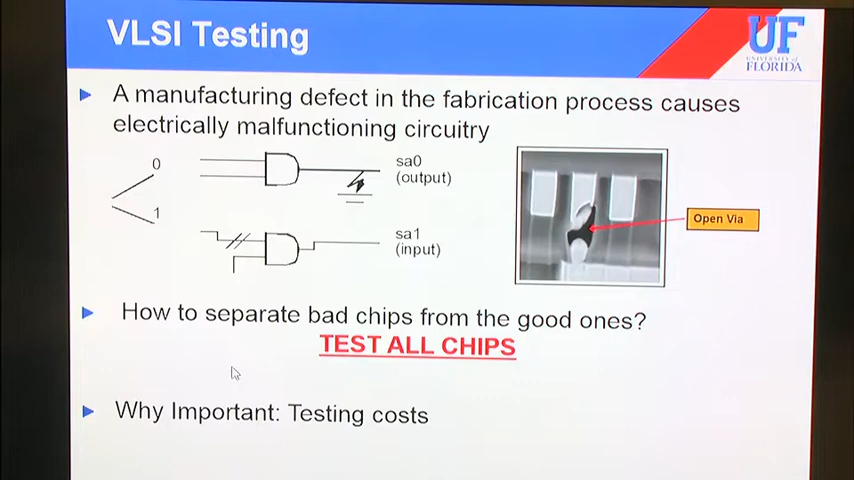 VLSI Testing
UF
UNIVERSITY of
FLORIDA
A manufacturing defect in the fabrication process causes
electrically malfunctioning circuitry
0
1
sa0
(output)
sa1
(input)
Open Via
How to separate bad chips from the good ones?
TEST ALL CHIPS
Why Important: Testing costs